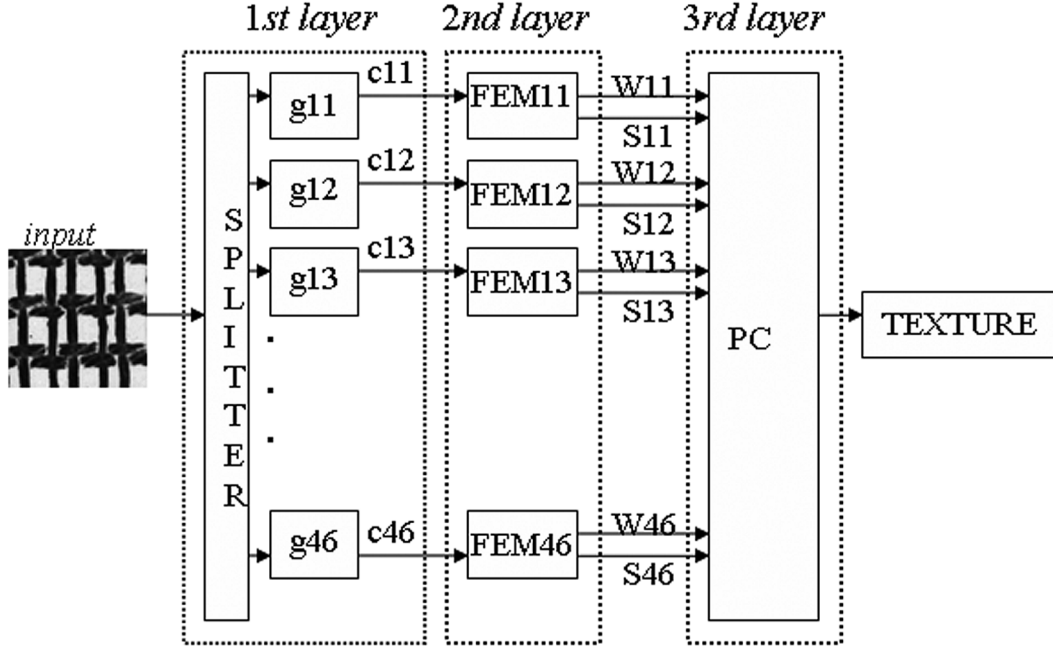 1st layer
2nd layer
3rd layer
input
SPLITTER
g11
c11
FEM11
W11
S11
g12
c12
FEM12
W12
S12
g13
c13
FEM13
W13
S13
.
.
.
g46
c46
FEM46
W46
S46
PC
TEXTURE